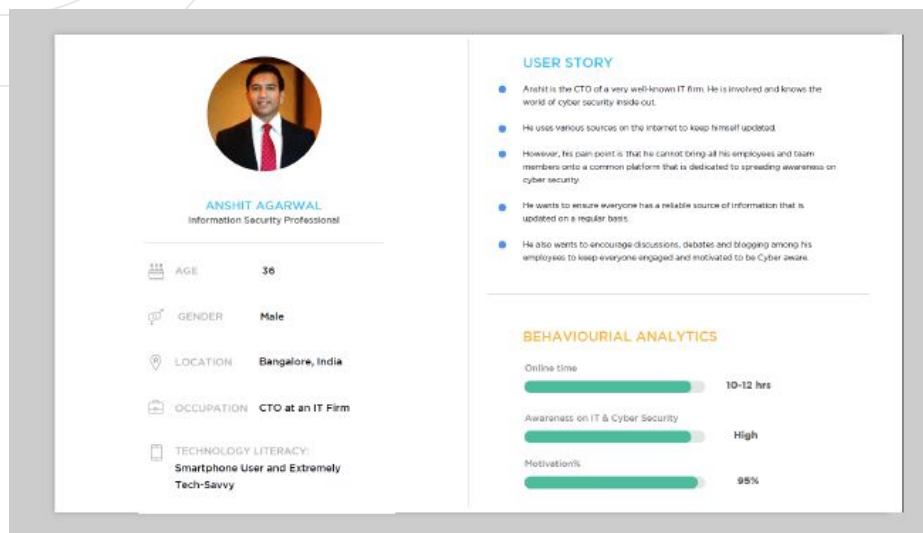 ANSHIT AGARWAL
Information Security Professional
AGE 36
GENDER Male
LOCATION Bangalore, India
OCCUPATION CTO at an IT Firm
TECHNOLOGY LITERACY:
Smartphone User and Extremely
Tech-Savvy
USER STORY
Anshit is the CTO of a very well-known IT firm. He is involved and knows the
world of cyber security inside out.
He uses various sources on the internet to keep himself updated.
However, his pain point is that he cannot bring all his employees and team
members onto a common platform that is dedicated to spreading awareness on
cyber security.
He wants to ensure everyone has a reliable source of information that is
updated on a regular basis.
He also wants to encourage discussions, debates and blogging among his
employees to keep everyone engaged and motivated to be Cyber aware.
BEHAVIOURIAL ANALYTICS
Online time
10-12 hrs
Awareness on IT & Cyber Security
High
Motivation%
95%